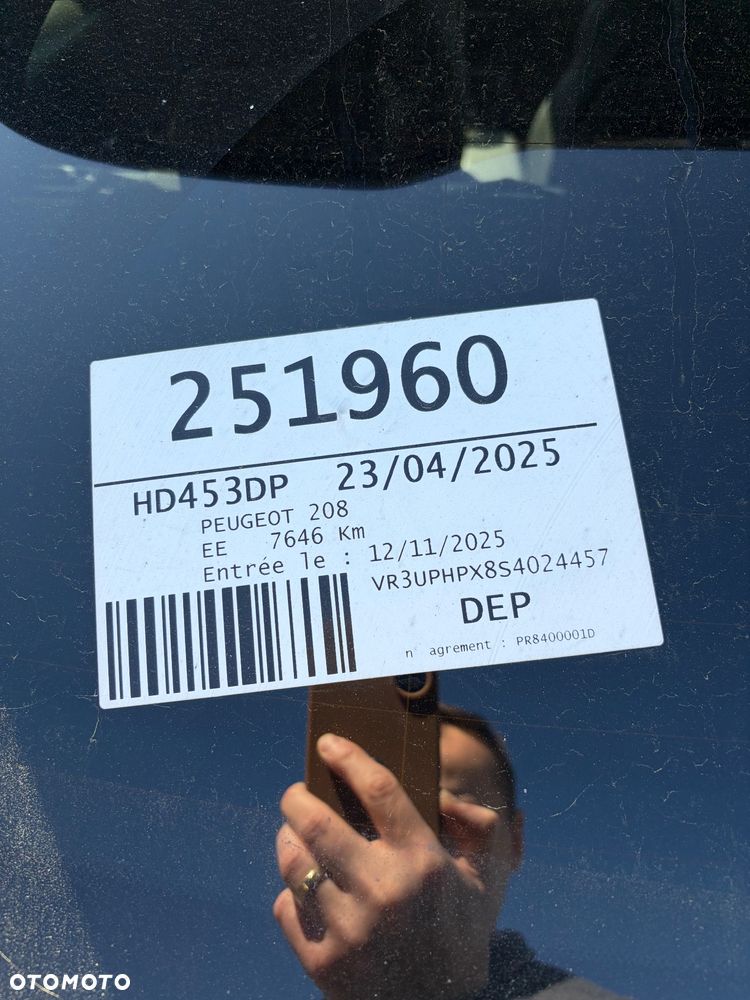 251960
HD453DP 23/04/2025
PEUGEOT 208
EE 7646 Km
Entrée le : 12/11/2025
VR3UPHPX8S4024457
DEP
n° agrement : PR8400001D
OTOMOTO